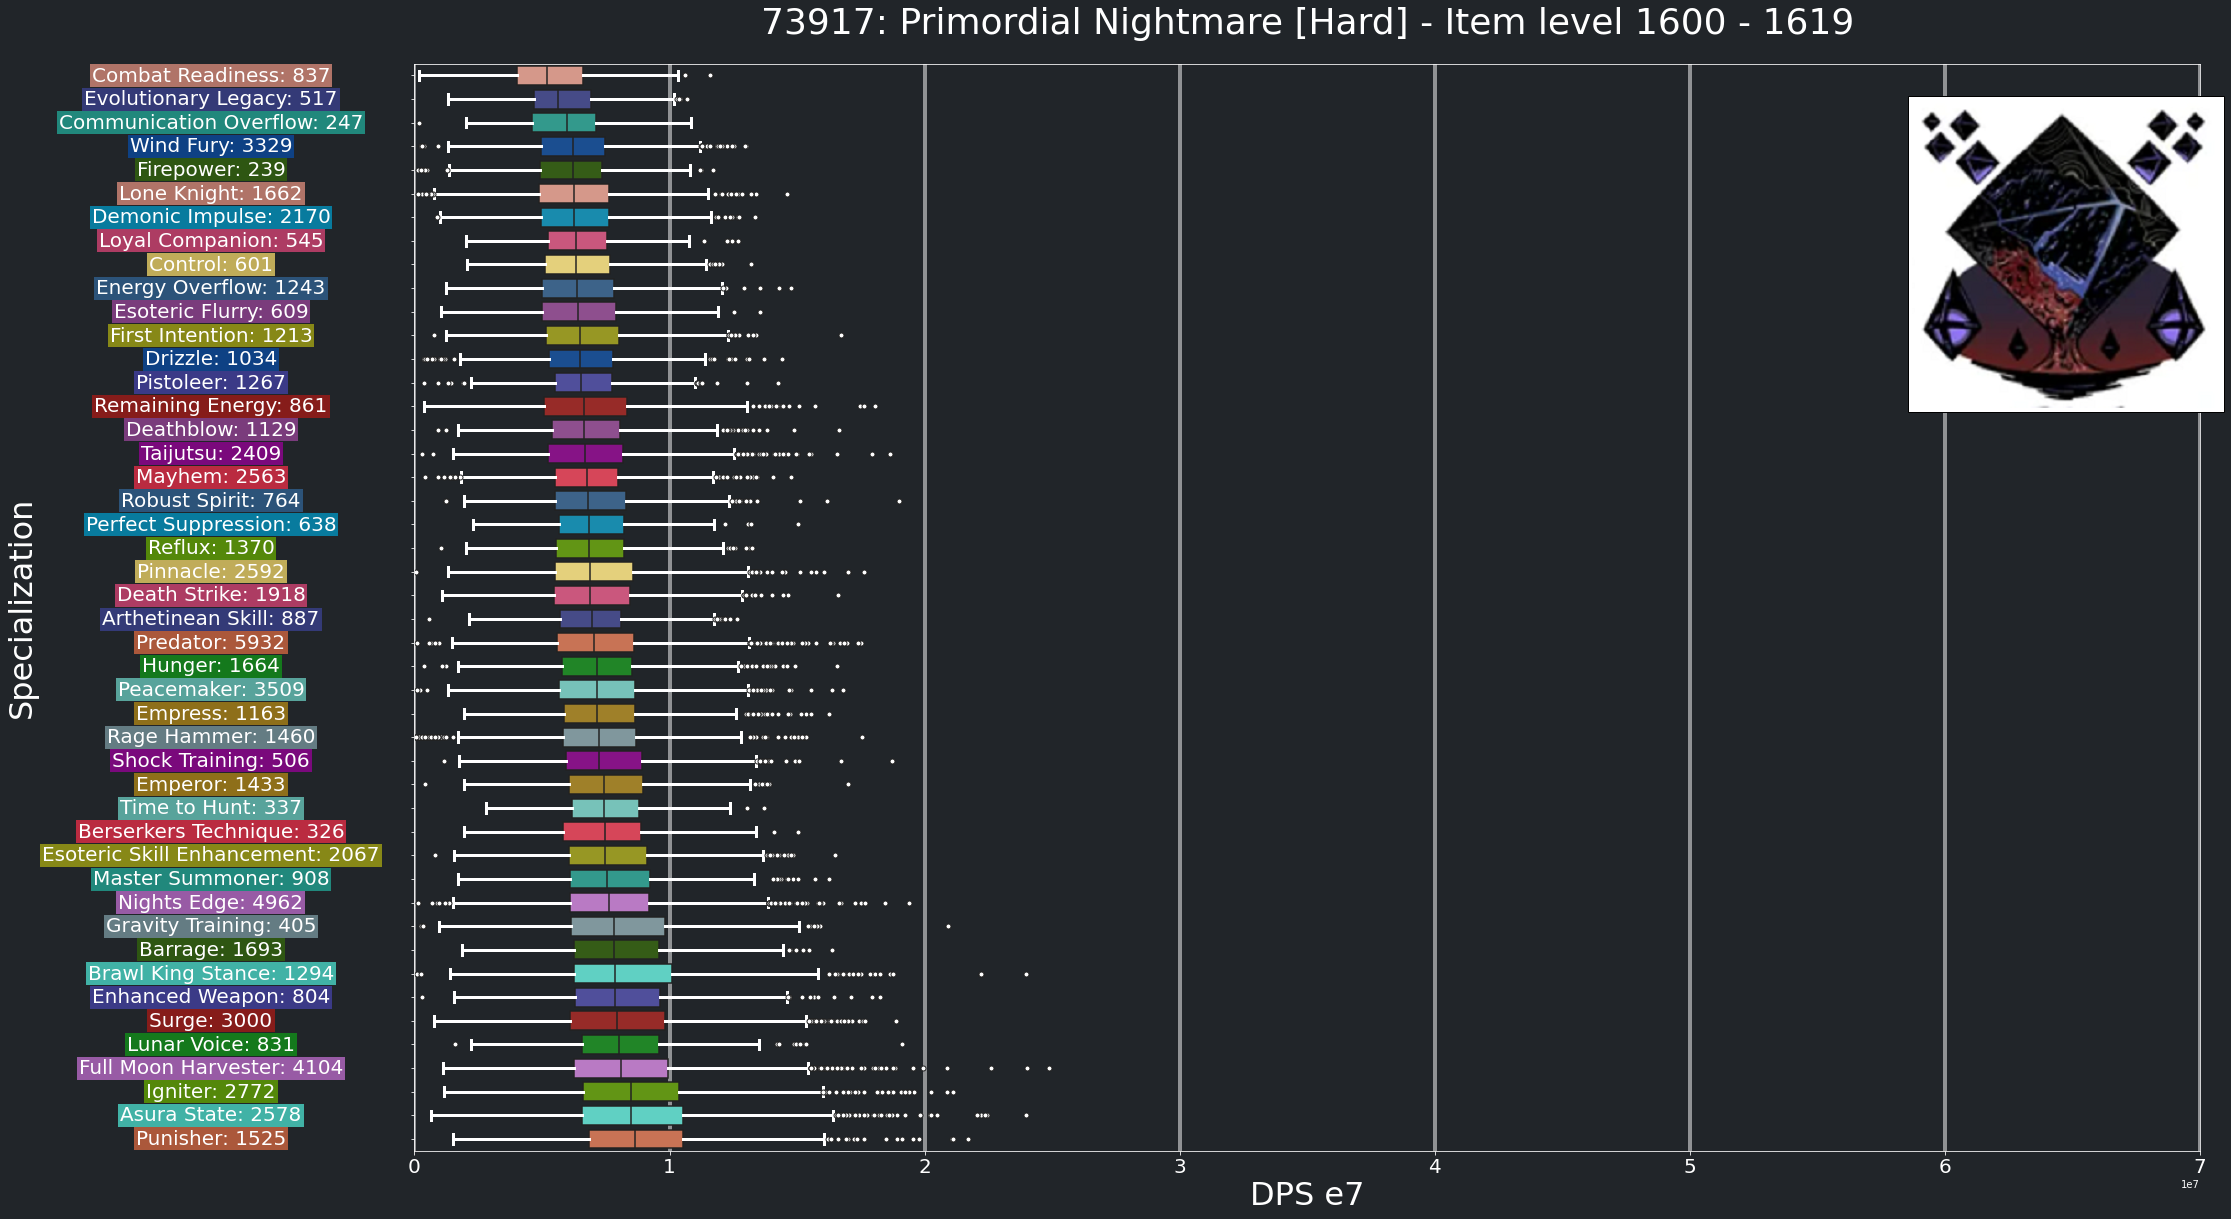 73917: Primordial Nightmare [Hard] - Item level 1600 - 1619
Specialization
Combat Readiness: 837
Evolutionary Legacy: 517
Communication Overflow: 247
Wind Fury: 3329
Firepower: 239
Lone Knight: 1662
Demonic Impulse: 2170
Loyal Companion: 545
Control: 601
Energy Overflow: 1243
Esoteric Flurry: 609
First Intention: 1213
Drizzle: 1034
Pistoleer: 1267
Remaining Energy: 861
Deathblow: 1129
Taijutsu: 2409
Mayhem: 2563
Robust Spirit: 764
Perfect Suppression: 638
Reflux: 1370
Pinnacle: 2592
Death Strike: 1918
Arthetinean Skill: 887
Predator: 5932
Hunger: 1664
Peacemaker: 3509
Empress: 1163
Rage Hammer: 1460
Shock Training: 506
Emperor: 1433
Time to Hunt: 337
Berserkers Technique: 326
Esoteric Skill Enhancement: 2067
Master Summoner: 908
Nights Edge: 4962
Gravity Training: 405
Barrage: 1693
Brawl King Stance: 1294
Enhanced Weapon: 804
Surge: 3000
Lunar Voice: 831
Full Moon Harvester: 4104
Igniter: 2772
Asura State: 2578
Punisher: 1525
0 1 2 3 4 5 6 7
1e7
DPS e7